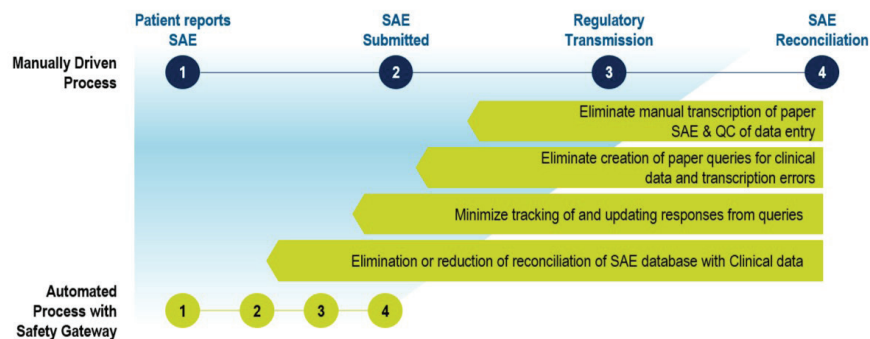 Patient reports
SAE
SAE
Submitted
Regulatory
Transmission
SAE
Reconciliation
Manually Driven
Process
1
2
3
4
Eliminate manual transcription of paper
SAE & QC of data entry
Eliminate creation of paper queries for clinical
data and transcription errors
Minimize tracking of and updating responses from queries
Elimination or reduction of reconciliation of SAE database with Clinical data
Automated
Process with
Safety Gateway
1
2
3
4